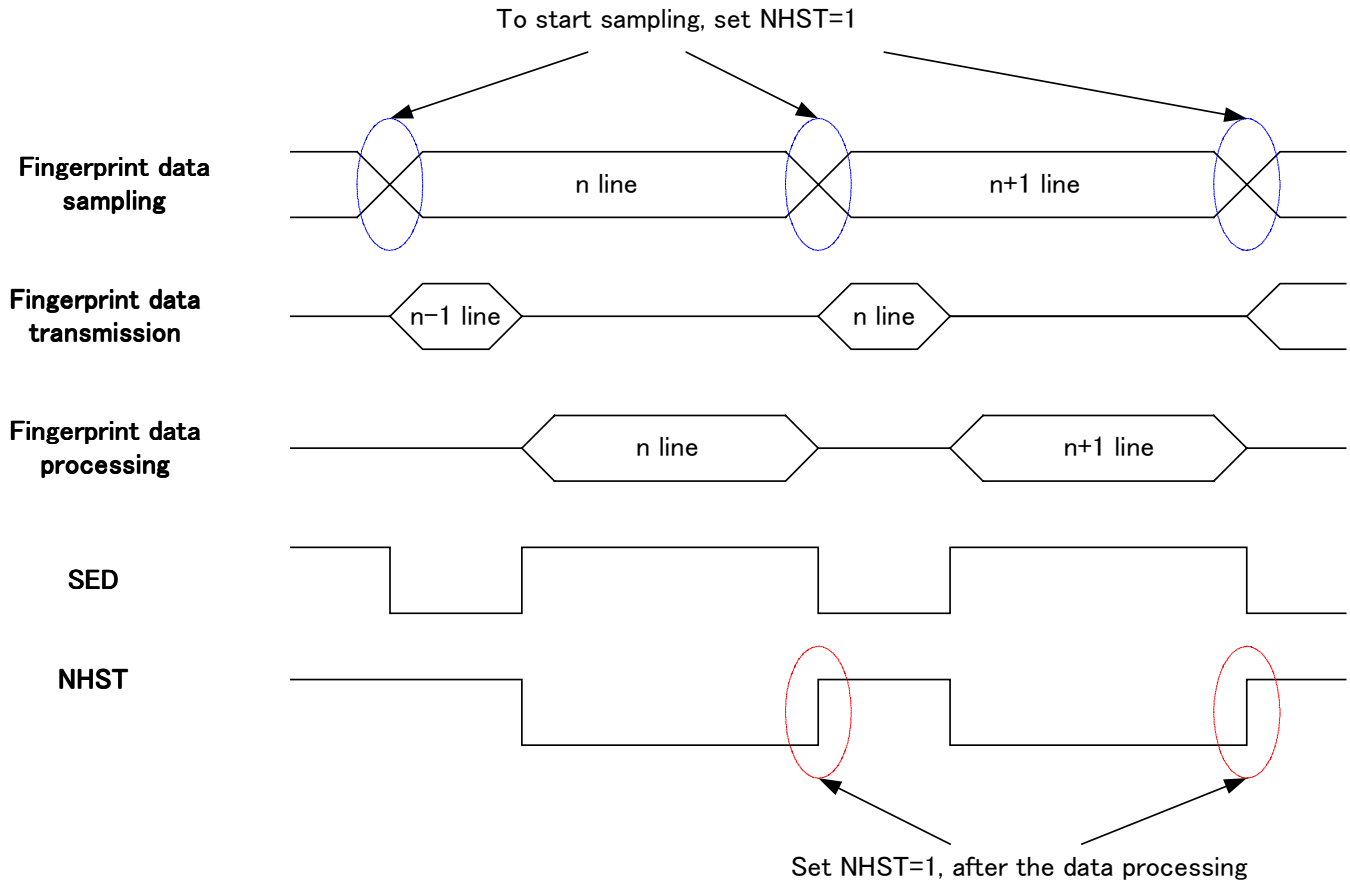 To start sampling, set NHST=1
Fingerprint data
sampling
n line
n+1 line
Fingerprint data
transmission
n-1 line
n line
Fingerprint data
processing
n line
n+1 line
SED
NHST
Set NHST=1, after the data processing